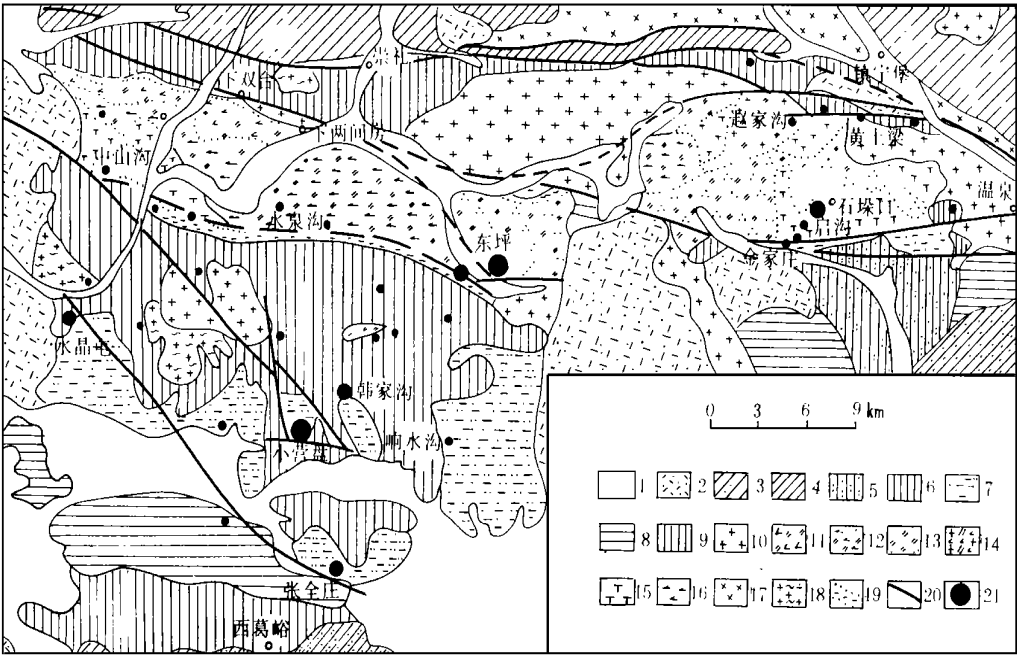 崇礼
下双台
镇宁堡
赵家沟
下两间房
黄土梁
中山沟
温泉
石垛口
后沟
水泉沟
东坪
金家庄
水晶屯
韩家沟
响水沟
小营盘
张全庄
西葛峪
0 3 6 9 km
1 2 3 4 5 6 7
8 9 10 11 12 13 14
15 16 17 18 19 20 21